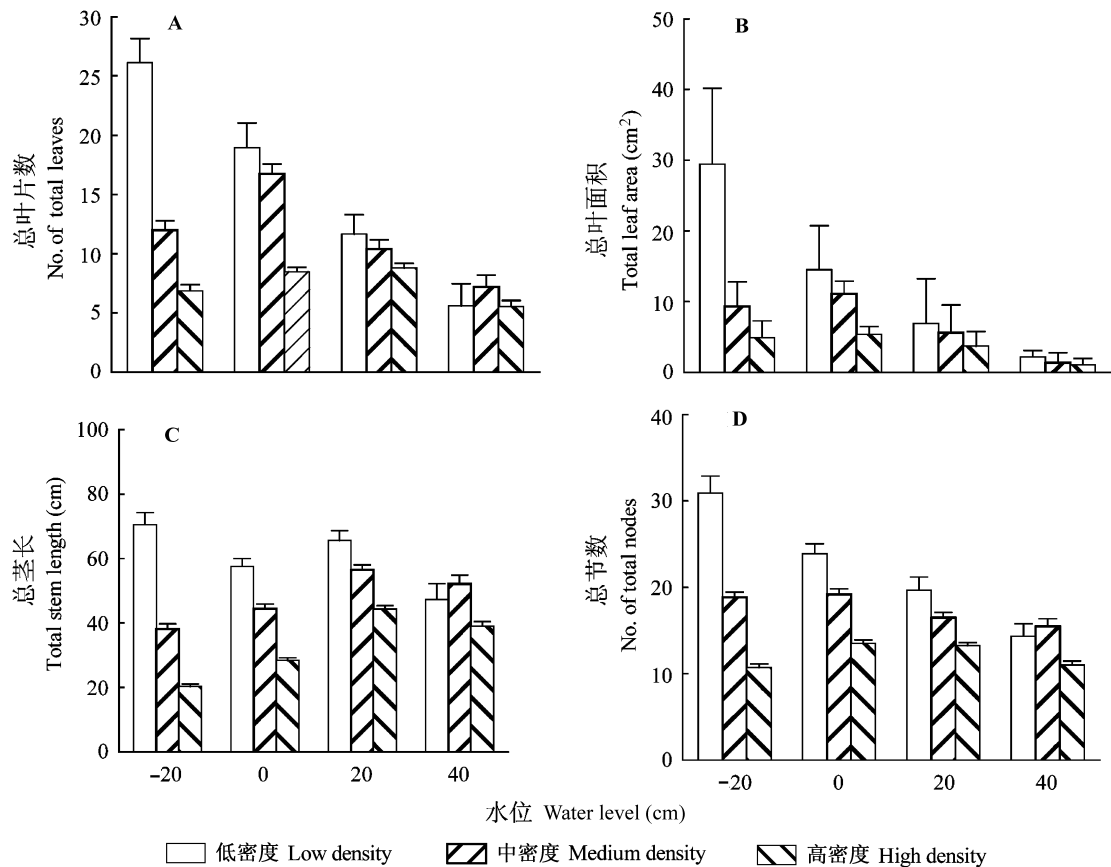 A
30
25
20
15
10
5
0
总叶片数
No. of total leaves
B
50
40
30
20
10
0
总叶面积
Total leaf area (cm²)
C
100
80
60
40
20
0
总茎长
Total stem length (cm)
−20 0 20 40
D
40
30
20
10
0
总节数
No. of total nodes
−20 0 20 40
水位 Water level (cm)
低密度 Low density 中密度 Medium density 高密度 High density